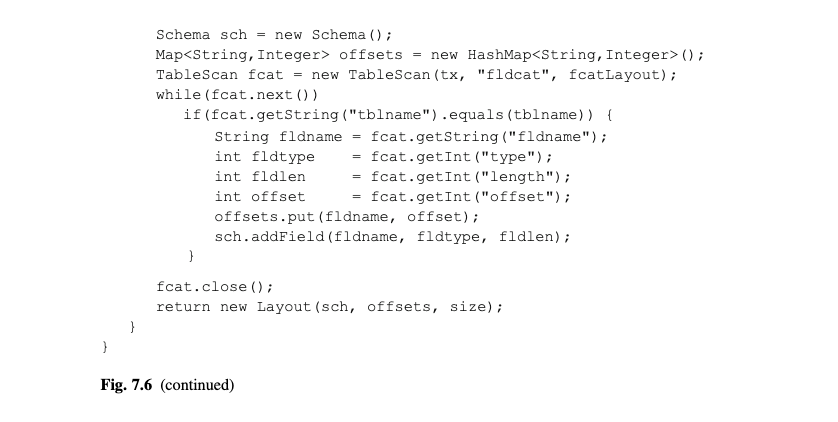 Schema sch = new Schema();
Map<String,Integer> offsets = new HashMap<String,Integer>();
TableScan fcat = new TableScan(tx, "fldcat", fcatLayout);
while(fcat.next())
if(fcat.getString("tblname").equals(tblname)) {
String fldname = fcat.getString("fldname");
int fldtype = fcat.getInt("type");
int fldlen = fcat.getInt("length");
int offset = fcat.getInt("offset");
offsets.put(fldname, offset);
sch.addField(fldname, fldtype, fldlen);
}
fcat.close();
return new Layout(sch, offsets, size);
}
}
Fig. 7.6 (continued)